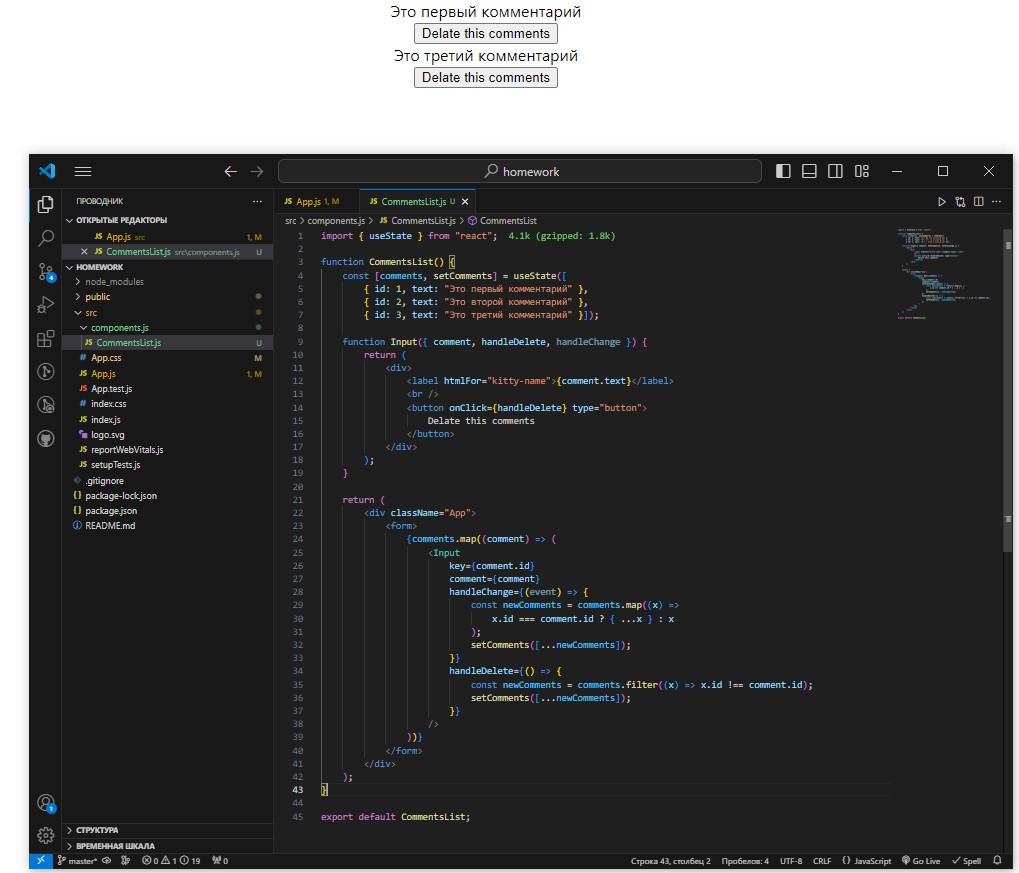 Это первый комментарий
Delate this comments
Это третий комментарий
Delate this comments
homework
ПРОВОДНИК
ОТКРЫТЫЕ РЕДАКТОРЫ
JS App.js src 1, M
JS CommentsList.js src\components.js U
HOMEWORK
node_modules
public
src
components.js
JS CommentsList.js U
# App.css M
JS App.js 1, M
JS App.test.js
# index.css
JS index.js
logo.svg
JS reportWebVitals.js
JS setupTests.js
.gitignore
{} package-lock.json
{} package.json
README.md
СТРУКТУРА
ВРЕМЕННАЯ ШКАЛА
4
1
JS App.js 1, M JS CommentsList.js U
src > components.js > JS CommentsList.js > CommentsList
1 import { useState } from "react"; 4.1k (gzipped: 1.8k)
2
3 function CommentsList() {
4 const [comments, setComments] = useState([
5 { id: 1, text: "Это первый комментарий" },
6 { id: 2, text: "Это второй комментарий" },
7 { id: 3, text: "Это третий комментарий" }]);
8
9 function Input({ comment, handleDelete, handleChange }) {
10 return (
11 <div>
12 <label htmlFor="kitty-name">{comment.text}</label>
13 <br />
14 <button onClick={handleDelete} type="button">
15 Delate this comments
16 </button>
17 </div>
18 );
19 }
20
21 return (
22 <div className="App">
23 <form>
24 {comments.map((comment) => (
25 <Input
26 key={comment.id}
27 comment={comment}
28 handleChange={(event) => {
29 const newComments = comments.map((x) =>
30 x.id === comment.id ? { ...x } : x
31 );
32 setComments([...newComments]);
33 }}
34 handleDelete={() => {
35 const newComments = comments.filter((x) => x.id !== comment.id);
36 setComments([...newComments]);
37 }}
38 />
39 ))}
40 </form>
41 </div>
42 );
43 }
44
45 export default CommentsList;
master* 0 1 19 0 Строка 43, столбец 2 Пробелов: 4 UTF-8 CRLF {} JavaScript Go Live Spell